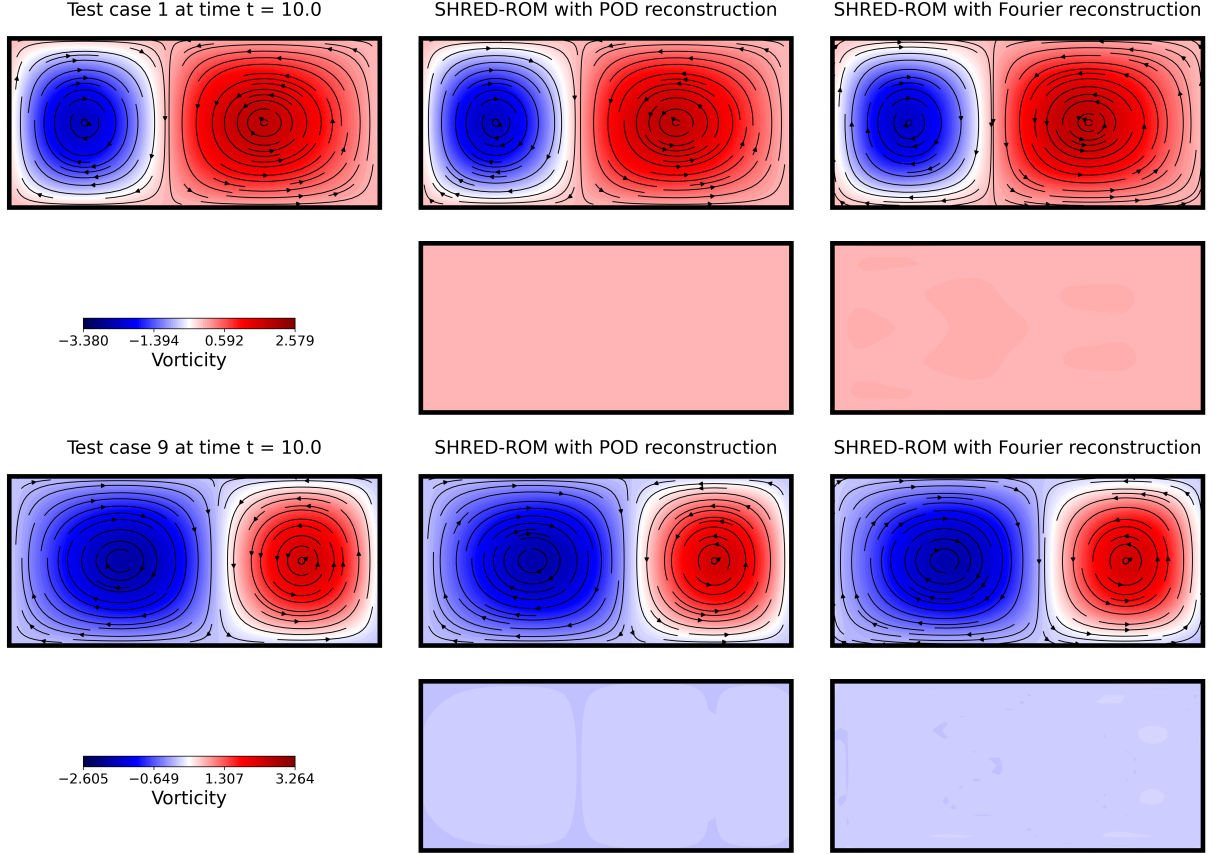 Test case 1 at time t = 10.0
SHRED-ROM with POD reconstruction
SHRED-ROM with Fourier reconstruction
−3.380 −1.394 0.592 2.579
Vorticity
Test case 9 at time t = 10.0
SHRED-ROM with POD reconstruction
SHRED-ROM with Fourier reconstruction
−2.605 −0.649 1.307 3.264
Vorticity